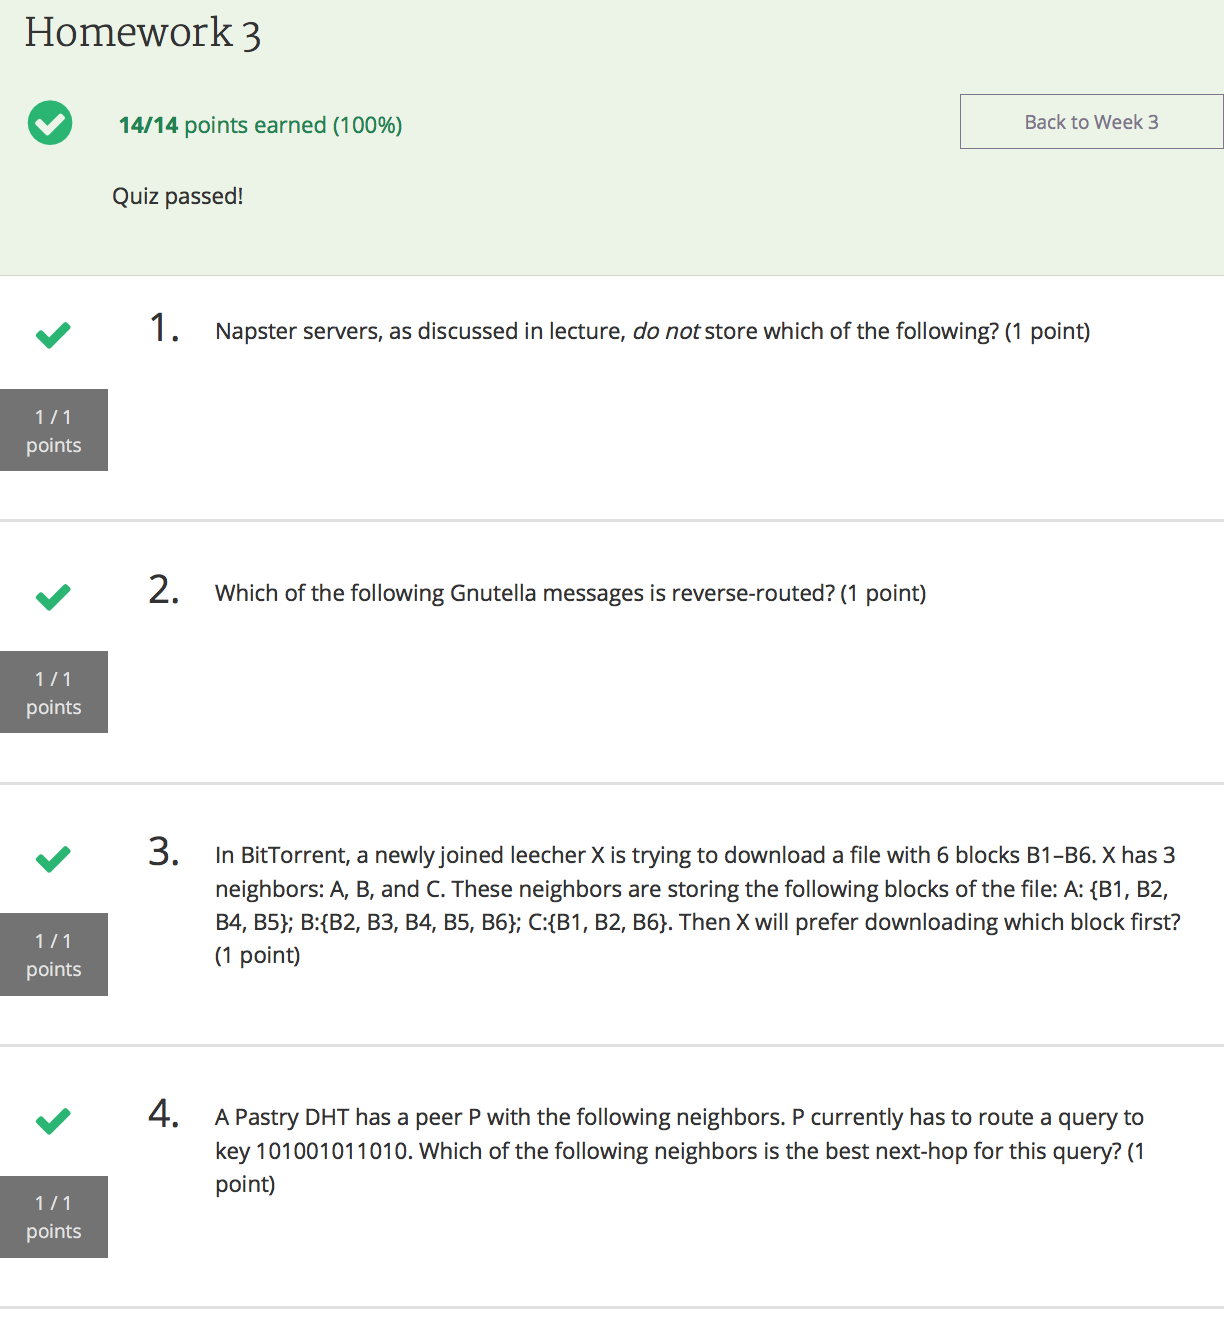 Homework 3
14/14 points earned (100%)
Back to Week 3
Quiz passed!
1.
Napster servers, as discussed in lecture, do not store which of the following? (1 point)
1 / 1
points
2.
Which of the following Gnutella messages is reverse-routed? (1 point)
1 / 1
points
3.
In BitTorrent, a newly joined leecher X is trying to download a file with 6 blocks B1–B6. X has 3
neighbors: A, B, and C. These neighbors are storing the following blocks of the file: A: {B1, B2,
B4, B5}; B:{B2, B3, B4, B5, B6}; C:{B1, B2, B6}. Then X will prefer downloading which block first?
(1 point)
1 / 1
points
4.
A Pastry DHT has a peer P with the following neighbors. P currently has to route a query to
key 101001011010. Which of the following neighbors is the best next-hop for this query? (1
point)
1 / 1
points